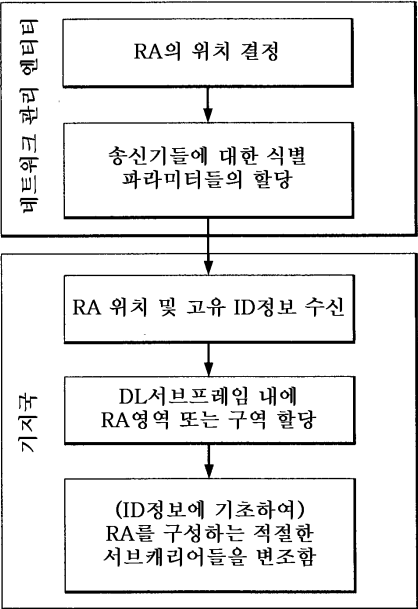 네트워크 관리 엔티티
RA의 위치 결정
송신기들에 대한 식별
파라미터들의 할당
기지국
RA 위치 및 고유 ID정보 수신
DL서브프레임 내에
RA영역 또는 구역 할당
(ID정보에 기초하여)
RA를 구성하는 적절한
서브캐리어들을 변조함